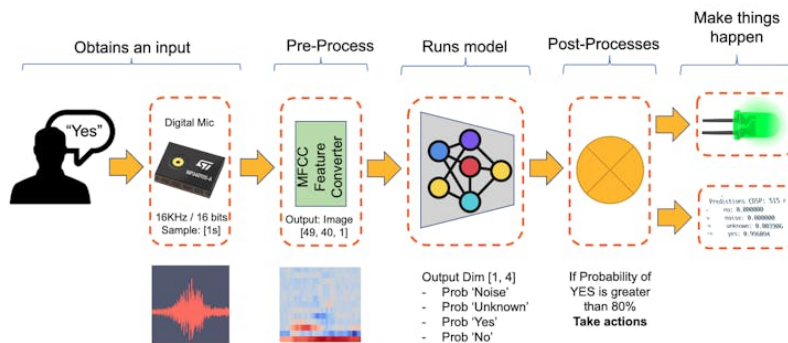 Obtains an input
Pre-Process
Runs model
Post-Processes
Make things
happen
"Yes"
Digital Mic
16KHz / 16 bits
Sample: [1s]
MFCC
Feature
Converter
Output: Image
[49, 40, 1]
Output Dim [1, 4]
- Prob 'Noise'
- Prob 'Unknown'
- Prob 'Yes'
- Prob 'No'
If Probability of
YES is greater
than 80%
Take actions
no: 0.000000
noise: 0.000000
unknown:
yes: